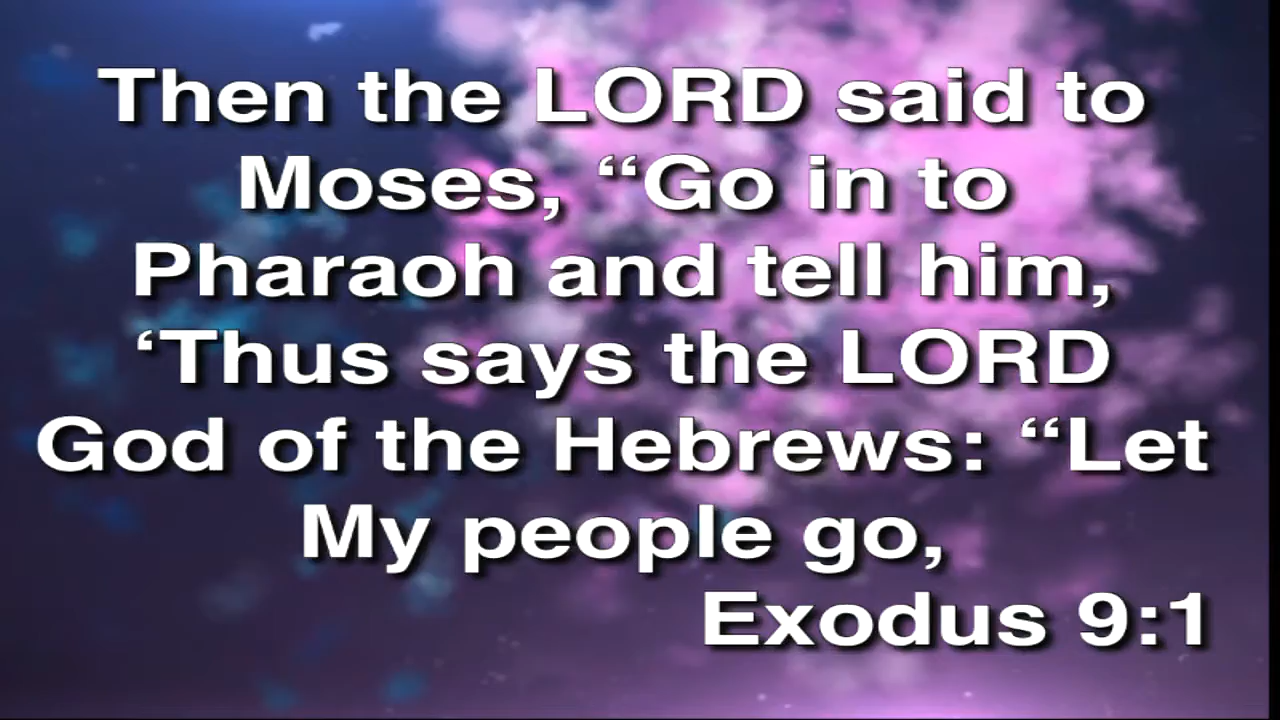 Then the LORD said to
Moses, “Go in to
Pharaoh and tell him,
‘Thus says the LORD
God of the Hebrews: “Let
My people go,
Exodus 9:1